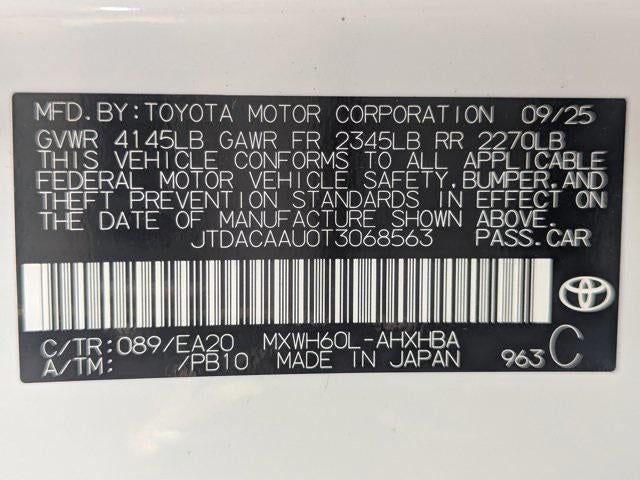 MFD.BY:TOYOTA MOTOR CORPORATION 09/25
GVWR 4145LB GAWR FR 2345LB RR 2270LB
THIS VEHICLE CONFORMS TO ALL APPLICABLE
FEDERAL MOTOR VEHICLE SAFETY,BUMPER,AND
THEFT PREVENTION STANDARDS IN EFFECT ON
THE DATE OF MANUFACTURE SHOWN ABOVE.
JTDACAAU0T3068563 PASS.CAR
C/TR:089/EA20 MXWH60L-AHXHBA
A/TM: /PB10 MADE IN JAPAN 963 C